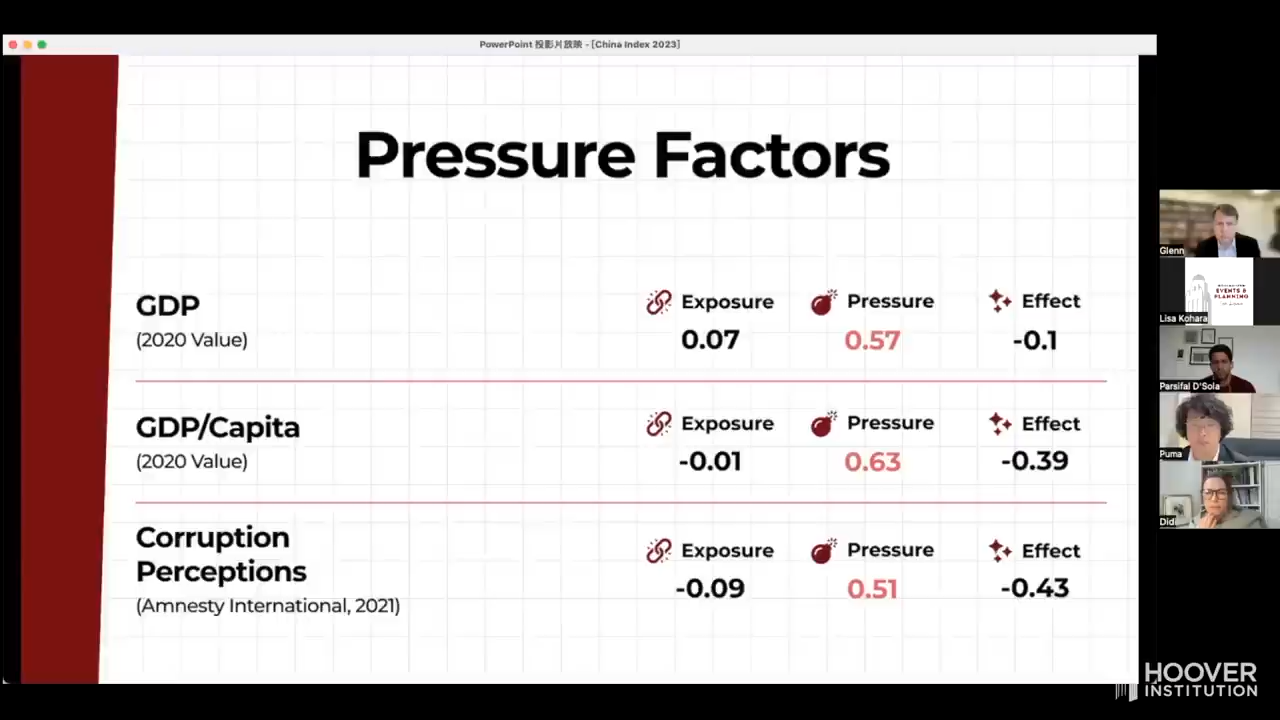 PowerPoint 投影片放映 - [China Index 2023]
Pressure Factors
GDP
(2020 Value)
Exposure
0.07
Pressure
0.57
Effect
-0.1
GDP/Capita
(2020 Value)
Exposure
-0.01
Pressure
0.63
Effect
-0.39
Corruption
Perceptions
(Amnesty International, 2021)
Exposure
-0.09
Pressure
0.51
Effect
-0.43
Glenn
EVENTS &
PLANNING
Lisa Kohara
Parsifal D'Sola
Puma
Didi
HOOVER
INSTITUTION